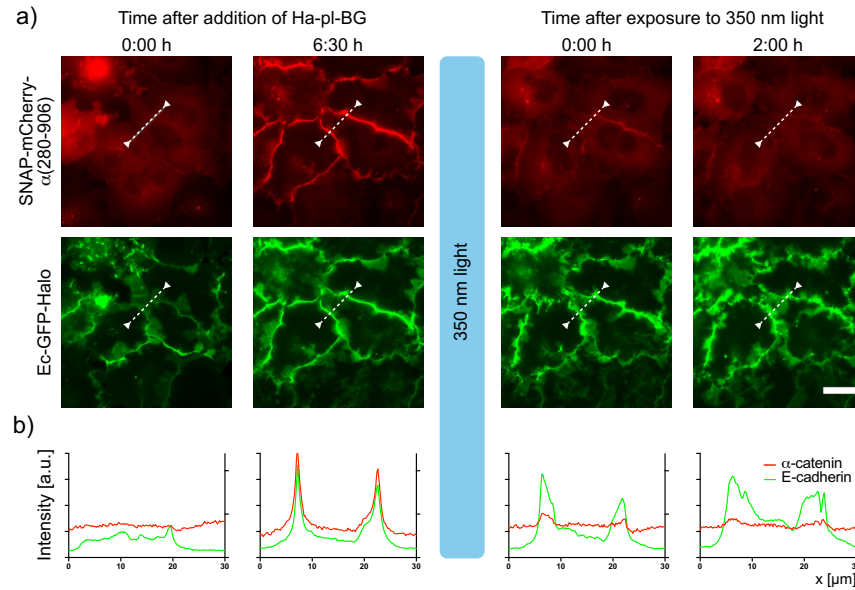 a)
Time after addition of Ha-pl-BG
Time after exposure to 350 nm light
0:00 h
6:30 h
0:00 h
2:00 h
SNAP-mCherry-
α(280-906)
Ec-GFP-Halo
350 nm light
b)
Intensity [a.u.]
α-catenin
E-cadherin
0 10 20 30
0 10 20 30
0 10 20 30
0 10 20 30
x [µm]